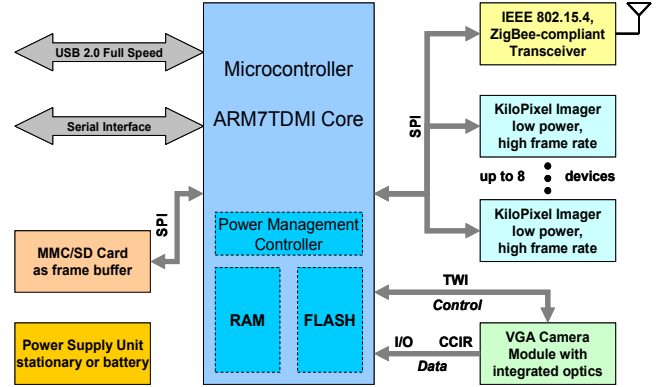 USB 2.0 Full Speed
Serial Interface
SPI
MMC/SD Card
as frame buffer
Power Supply Unit
stationary or battery
Microcontroller
ARM7TDMI Core
Power Management
Controller
RAM
FLASH
SPI
IEEE 802.15.4,
ZigBee-compliant
Transceiver
KiloPixel Imager
low power,
high frame rate
up to 8 devices
KiloPixel Imager
low power,
high frame rate
TWI
Control
I/O CCIR
Data
VGA Camera
Module with
integrated optics